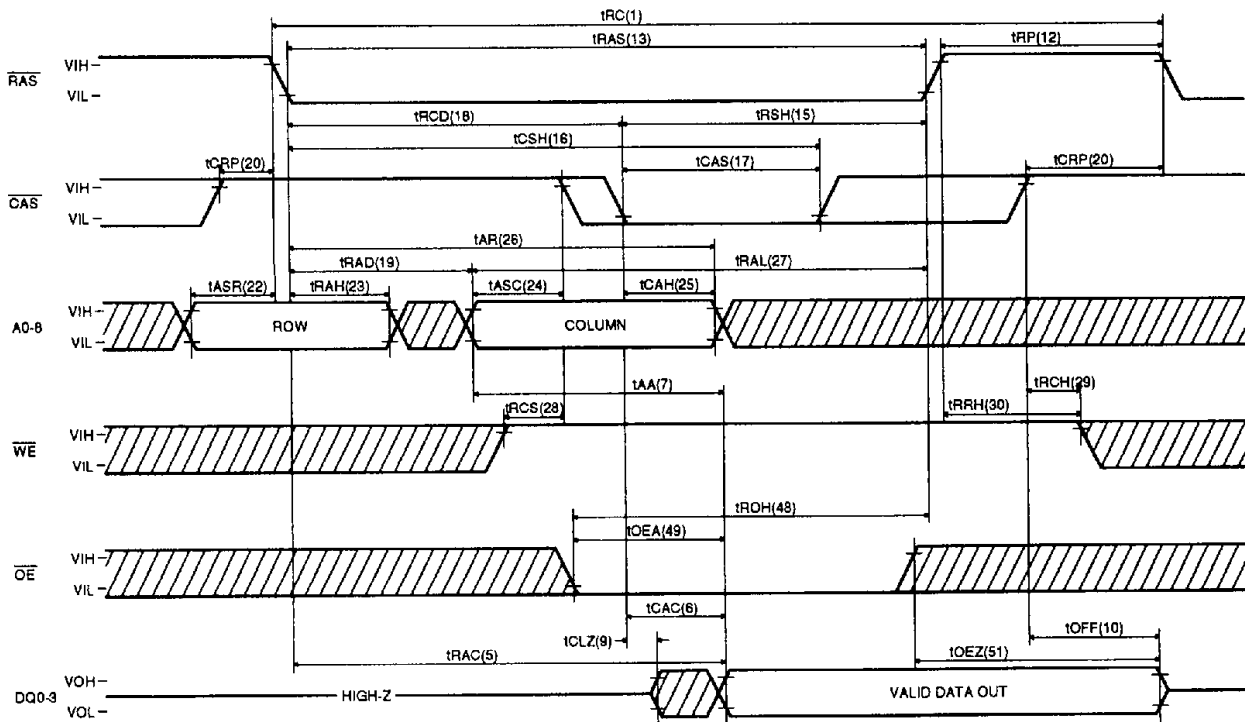 tRC(1)
tRAS(13)
tRP(12)
RAS
VIH
VIL
tRCD(18)
tRSH(15)
tCSH(16)
tCRP(20)
tCAS(17)
tCRP(20)
CAS
VIH
VIL
tAR(26)
tRAD(19)
tRAL(27)
tASR(22)
tRAH(23)
tASC(24)
tCAH(25)
A0-8
VIH
VIL
ROW
COLUMN
tAA(7)
tRCH(29)
tRCS(28)
tRRH(30)
WE
VIH
VIL
tROH(48)
tOEA(49)
OE
VIH
VIL
tCAC(6)
tCLZ(9)
tOFF(10)
tRAC(5)
tOEZ(51)
DQ0-3
VOH
VOL
HIGH-Z
VALID DATA OUT